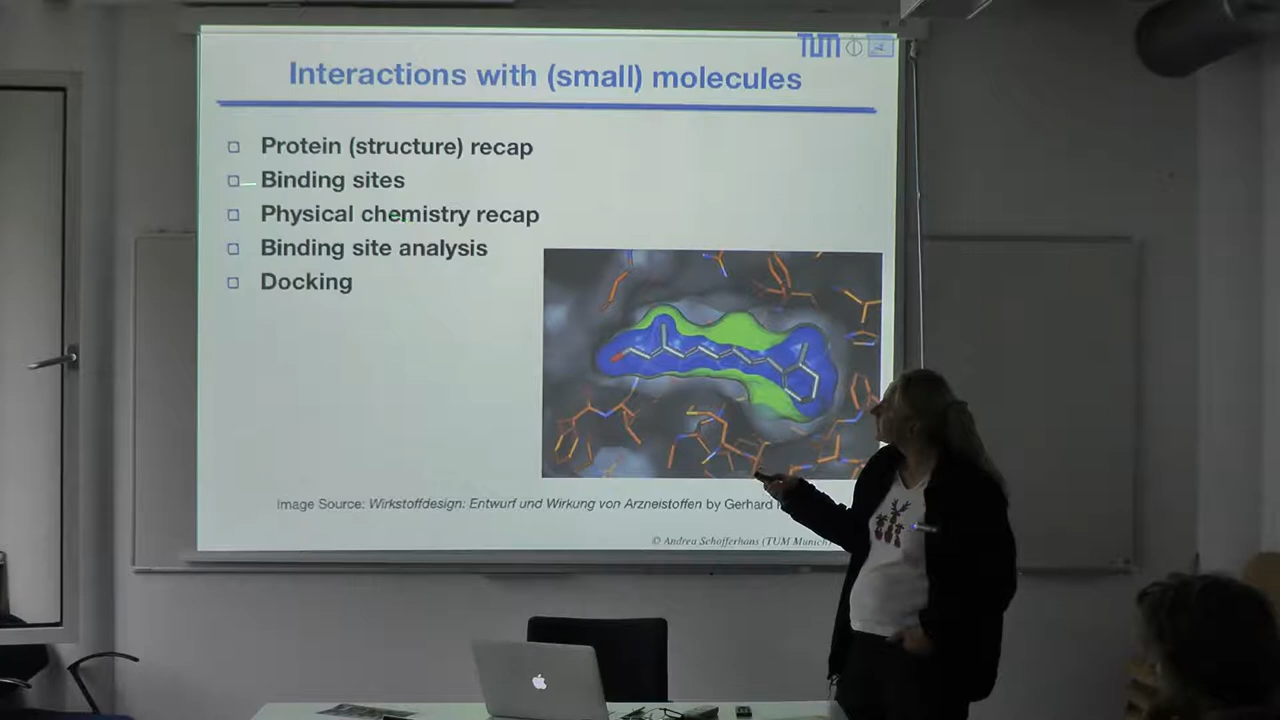 TUM
Interactions with (small) molecules
Protein (structure) recap
Binding sites
Physical chemistry recap
Binding site analysis
Docking
Image Source: Wirkstoffdesign: Entwurf und Wirkung von Arzneistoffen by Gerhard
© Andrea Schafferhans (TUM Munich)